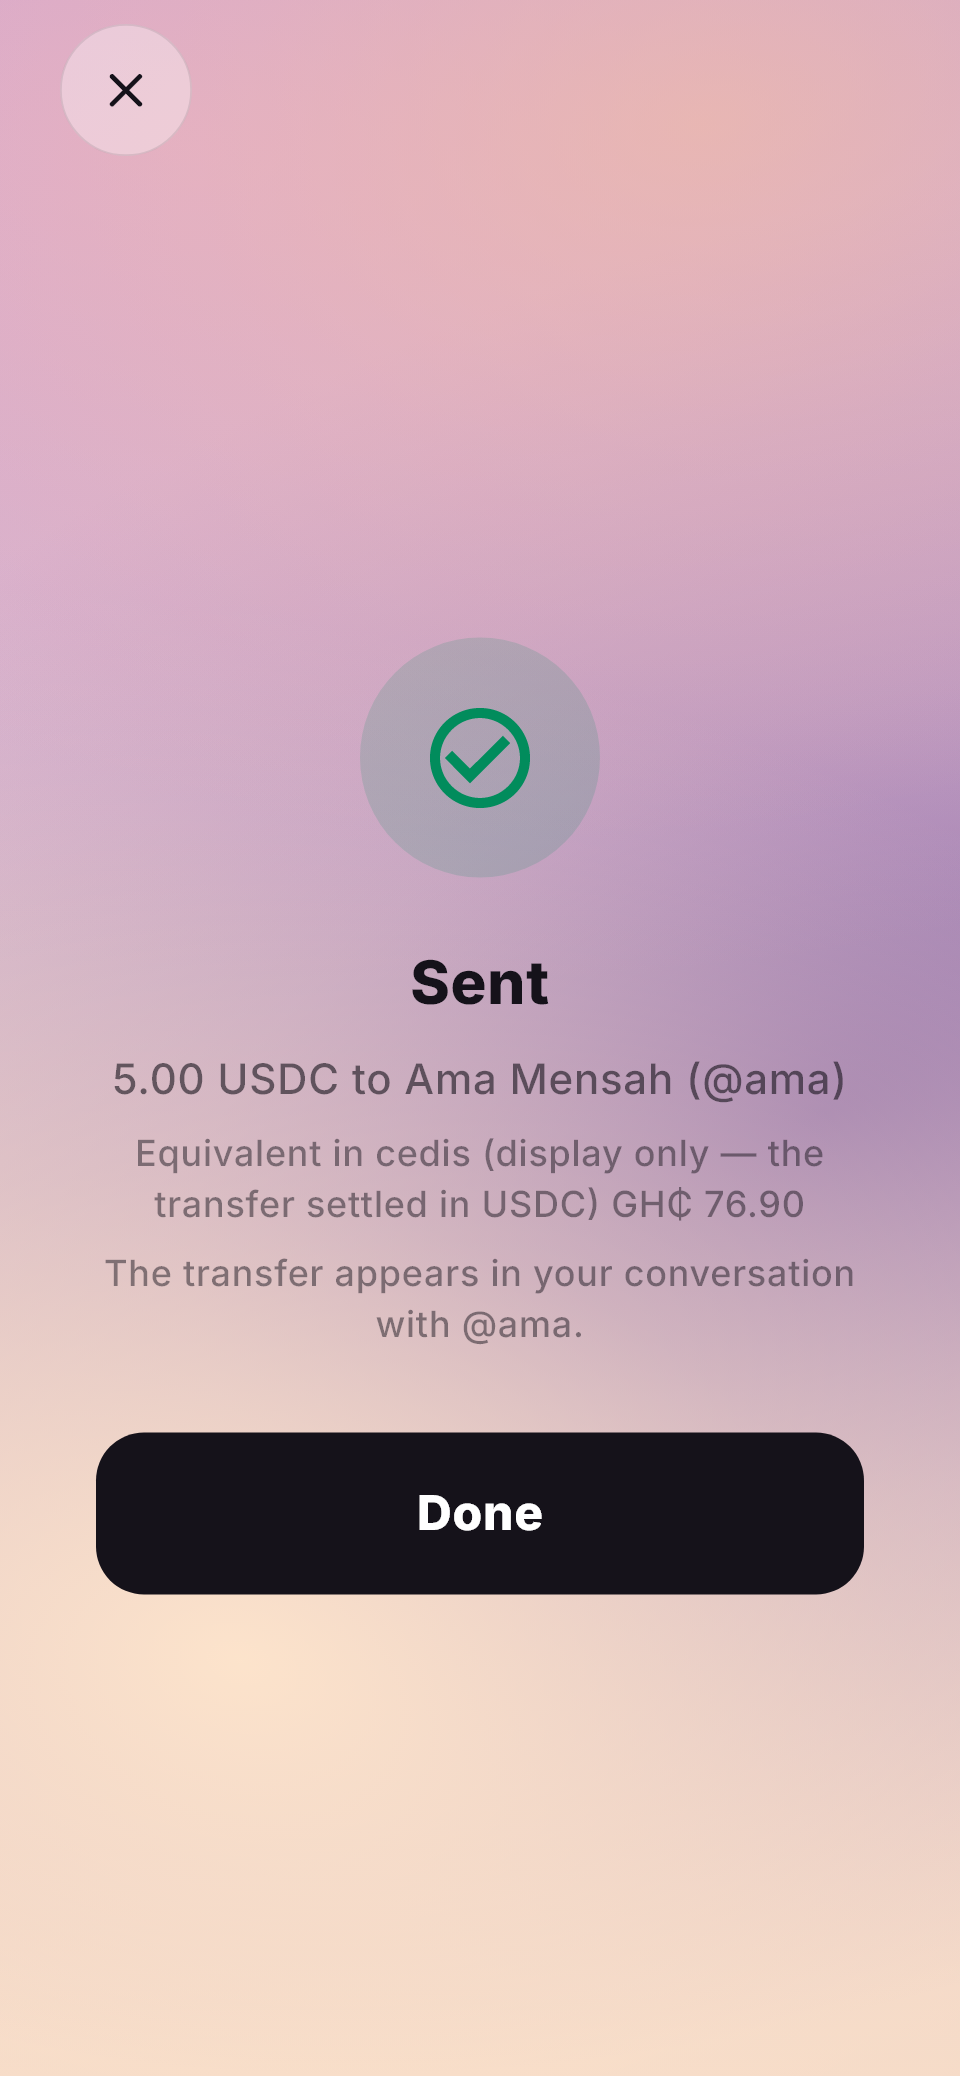 Sent
5.00 USDC to Ama Mensah (@ama)
Equivalent in cedis (display only — the
transfer settled in USDC) GH₵ 76.90
The transfer appears in your conversation
with @ama.
Done